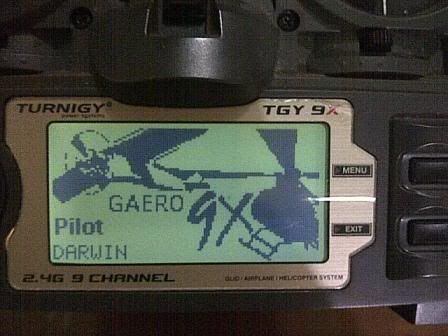 TURNIGY®
power systems
TGY 9X
MENU
GAERO
9X
Pilot
DARWIN
EXIT
2.4G 9 CHANNEL
GLID / AIRPLANE / HELICOPTER SYSTEM